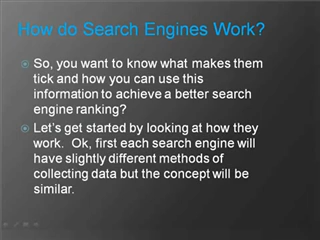 How do Search Engines Work?
So, you want to know what makes them
tick and how you can use this
information to achieve a better search
engine ranking?
Let's get started by looking at how they
work.  Ok, first each search engine will
have slightly different methods of
collecting data but the concept will be
similar.